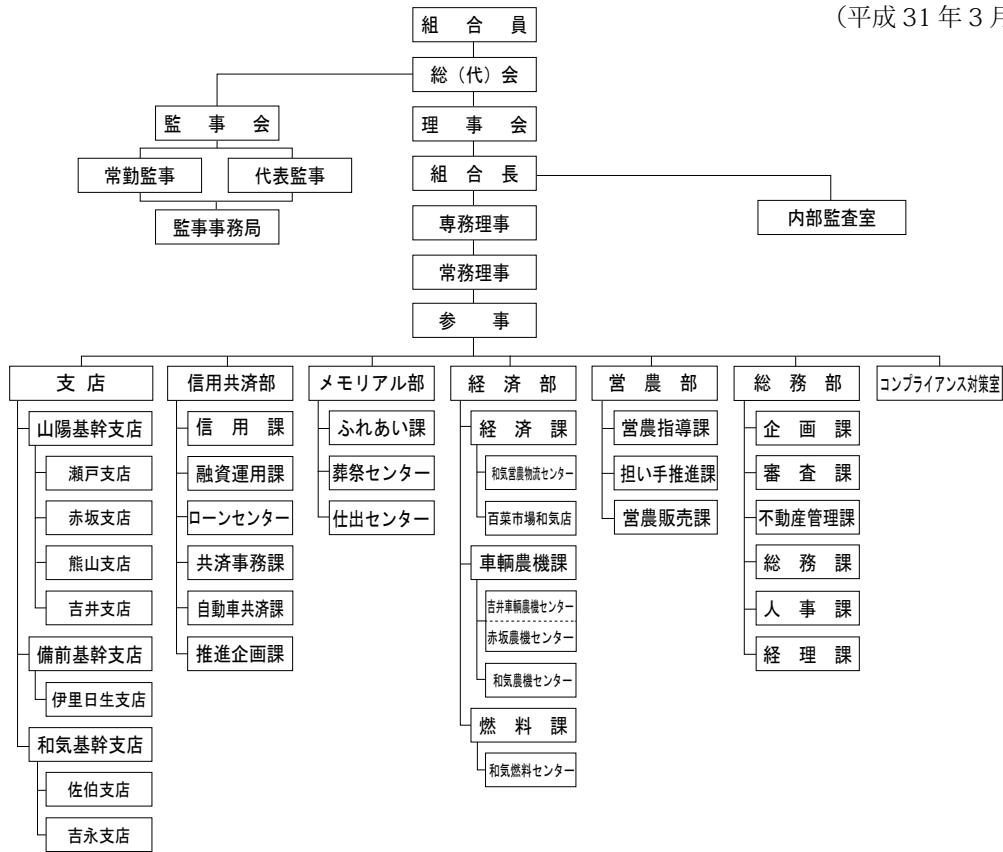 （平成 31 年 3 月
組合員
総（代）会
監事会
理事会
常勤監事
代表監事
組合長
監事事務局
専務理事
内部監査室
常務理事
参事
支店
山陽基幹支店
瀬戸支店
赤坂支店
熊山支店
吉井支店
備前基幹支店
伊里日生支店
和気基幹支店
佐伯支店
吉永支店
信用共済部
信用課
融資運用課
ローンセンター
共済事務課
自動車共済課
推進企画課
メモリアル部
ふれあい課
葬祭センター
仕出センター
経済部
経済課
和気営農物流センター
百菜市場和気店
車輌農機課
吉井車輌農機センター
赤坂農機センター
和気農機センター
燃料課
和気燃料センター
営農部
営農指導課
担い手推進課
営農販売課
総務部
企画課
審査課
不動産管理課
総務課
人事課
経理課
コンプライアンス対策室